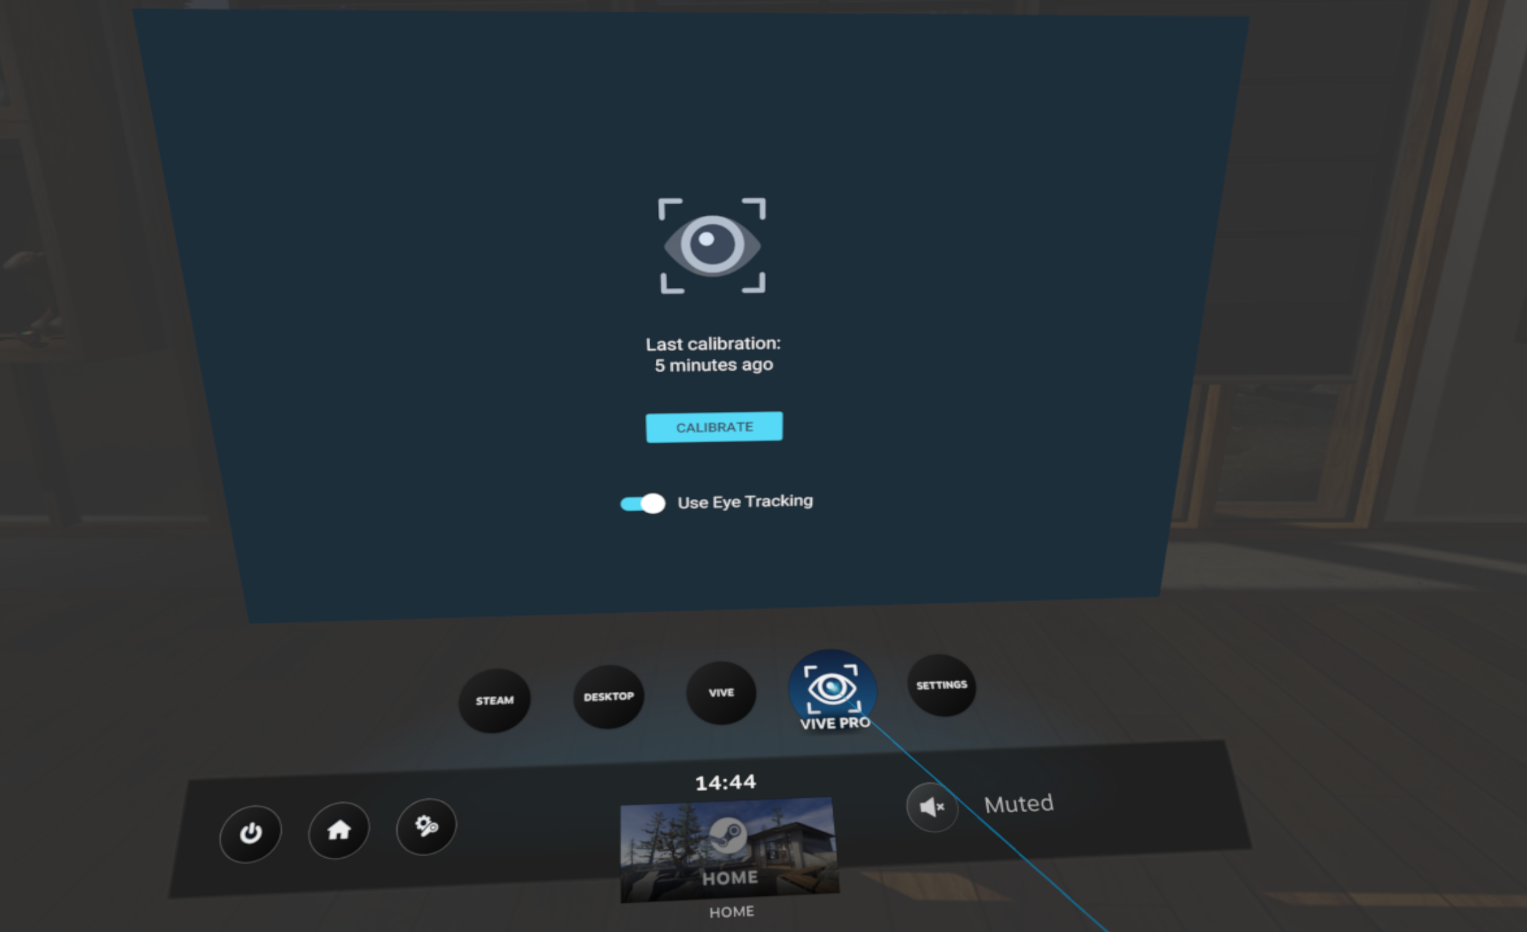 Last calibration:
5 minutes ago
CALIBRATE
Use Eye Tracking
STEAM
DESKTOP
VIVE
VIVE PRO
SETTINGS
14:44
Muted
HOME
HOME